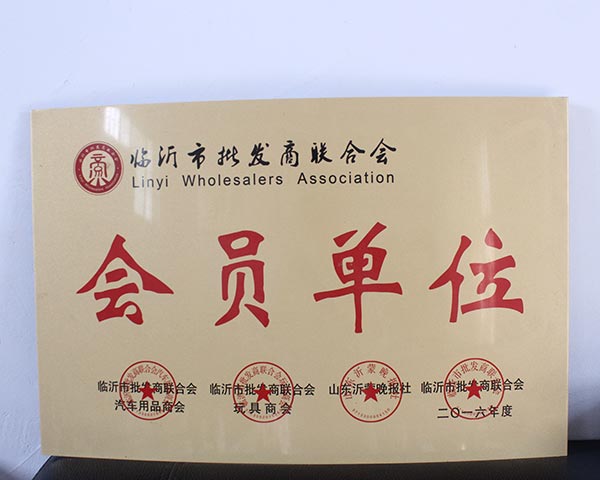 临沂市批发商联合会
Linyi Wholesalers Association
会员单位
临沂市批发商联合会 临沂市批发商联合会 山东沂蒙晚报社 临沂市批发商联合会
汽车用品商会 玩具商会 二〇一六年度